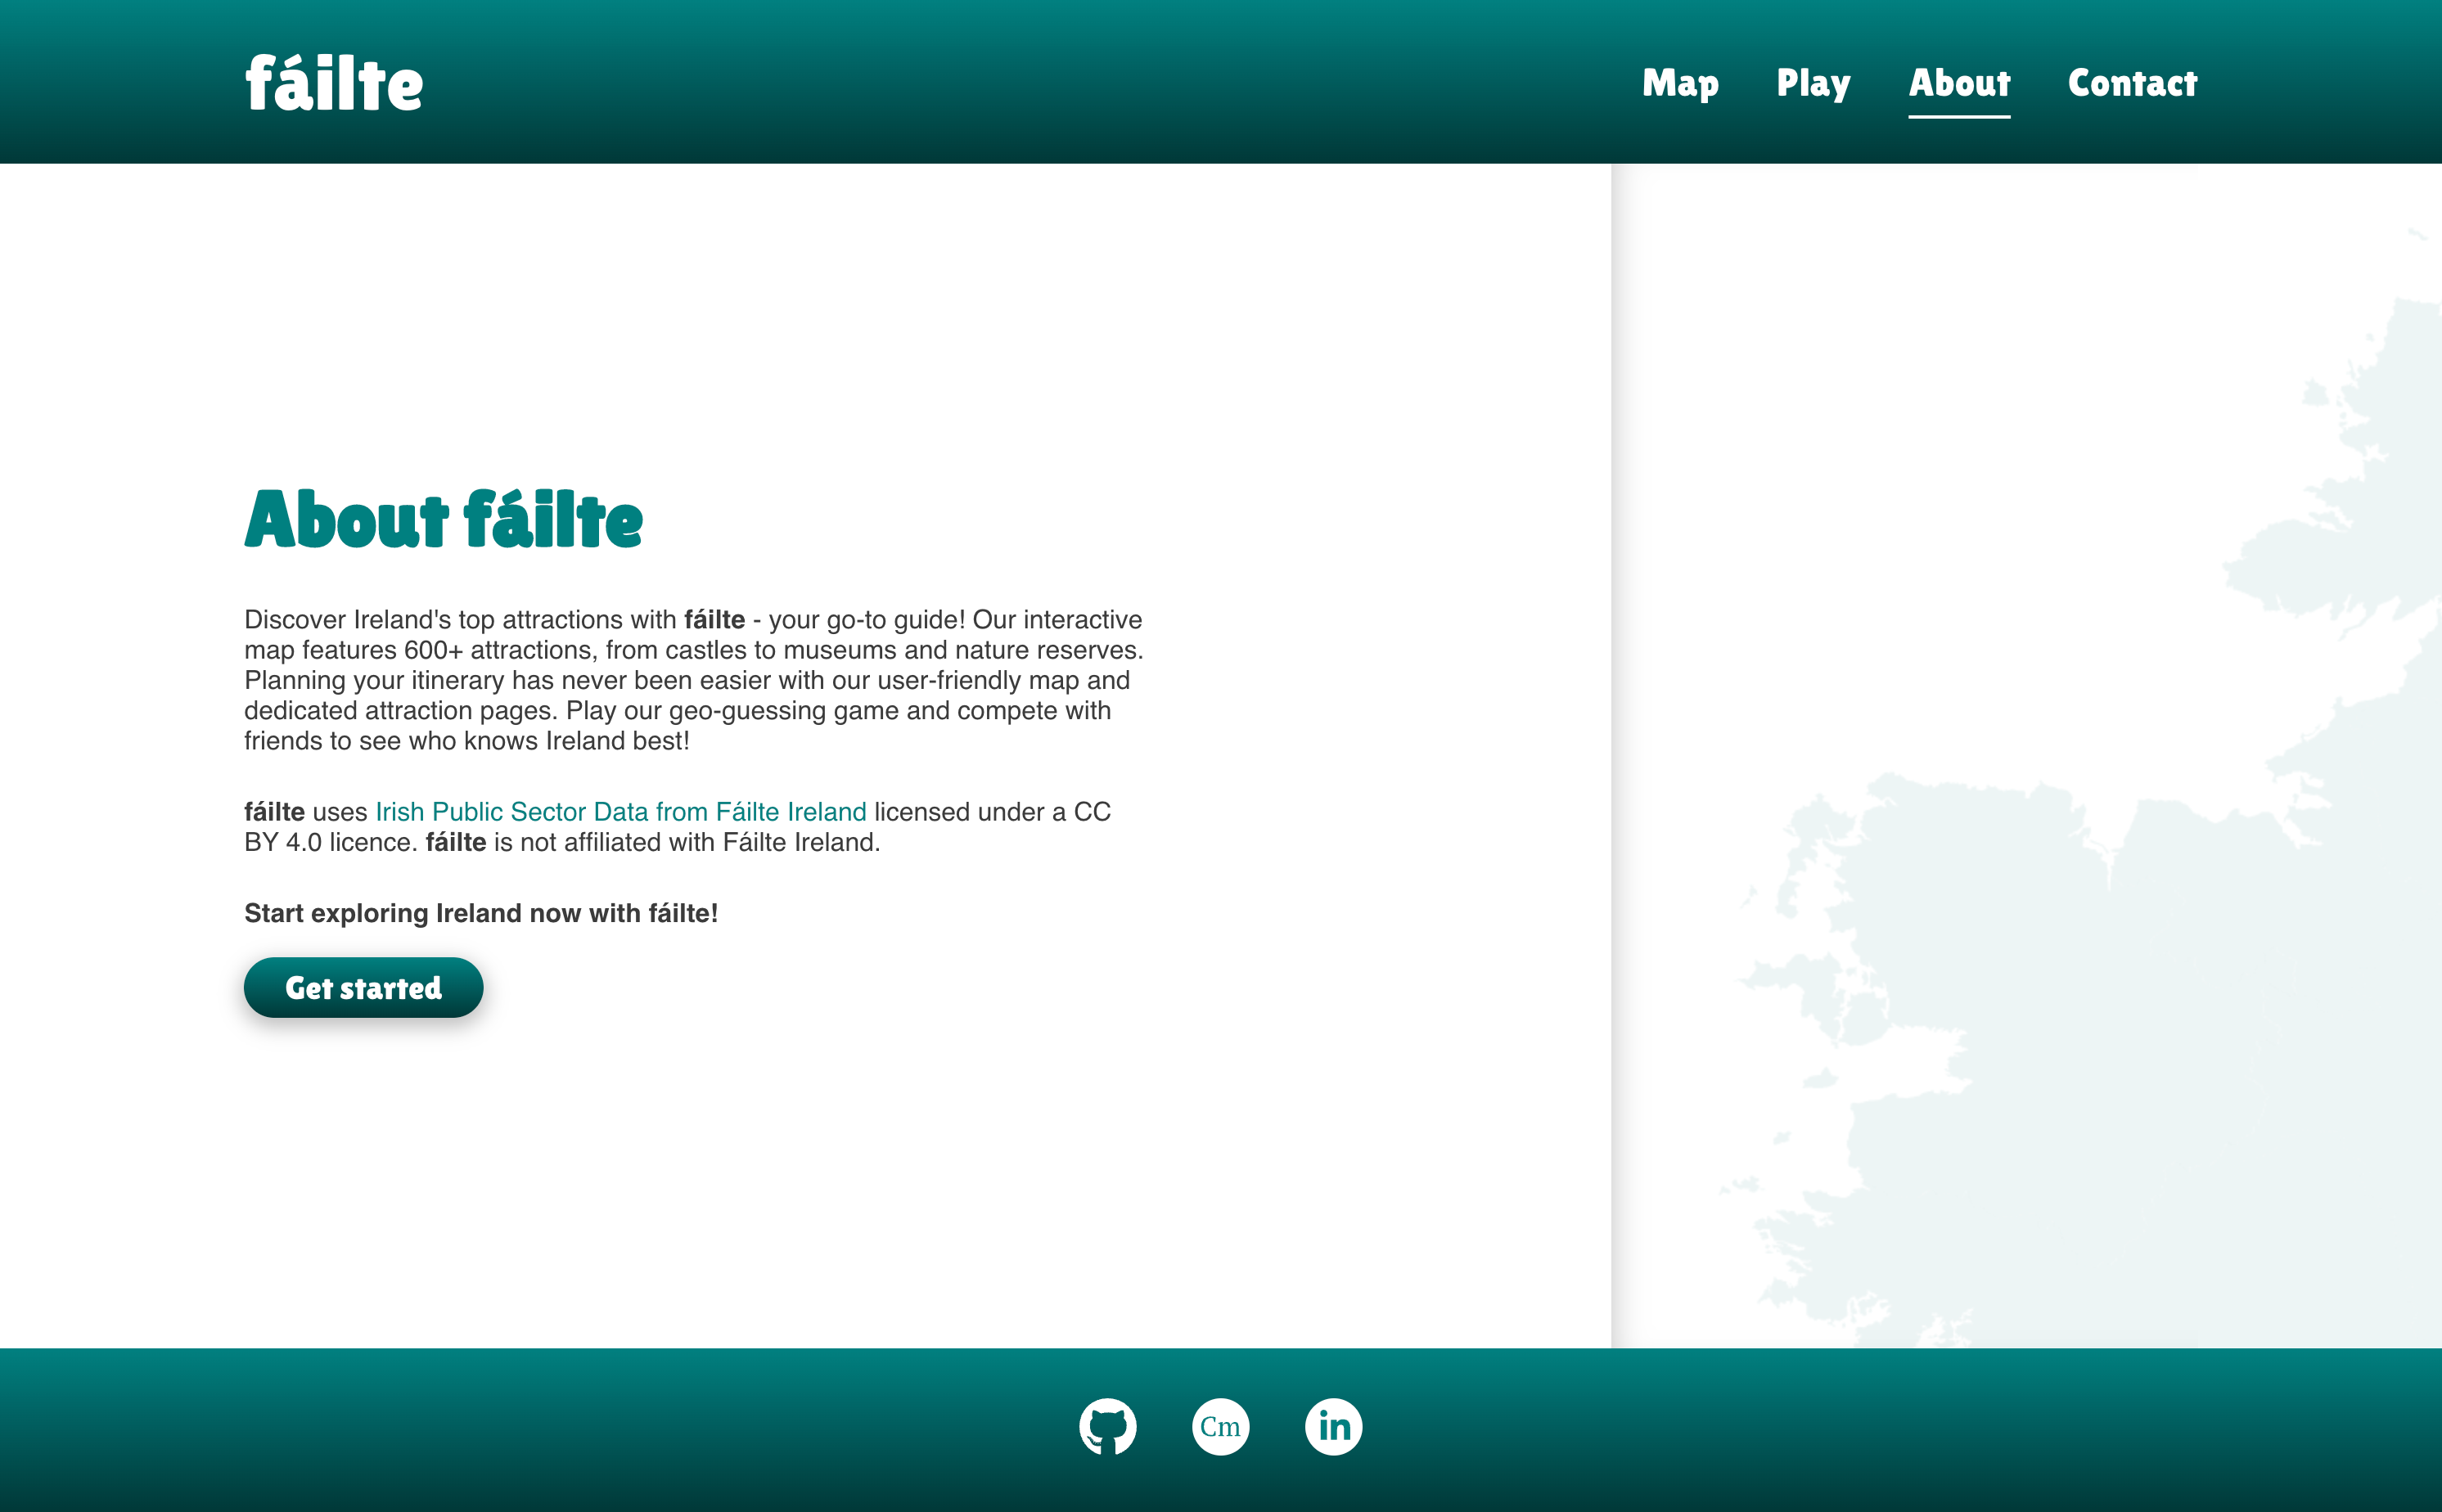 fáilte
Map Play About Contact
About fáilte
Discover Ireland's top attractions with fáilte - your go-to guide! Our interactive
map features 600+ attractions, from castles to museums and nature reserves.
Planning your itinerary has never been easier with our user-friendly map and
dedicated attraction pages. Play our geo-guessing game and compete with
friends to see who knows Ireland best!
fáilte uses Irish Public Sector Data from Fáilte Ireland licensed under a CC
BY 4.0 licence. fáilte is not affiliated with Fáilte Ireland.
Start exploring Ireland now with fáilte!
Get started
Cm in